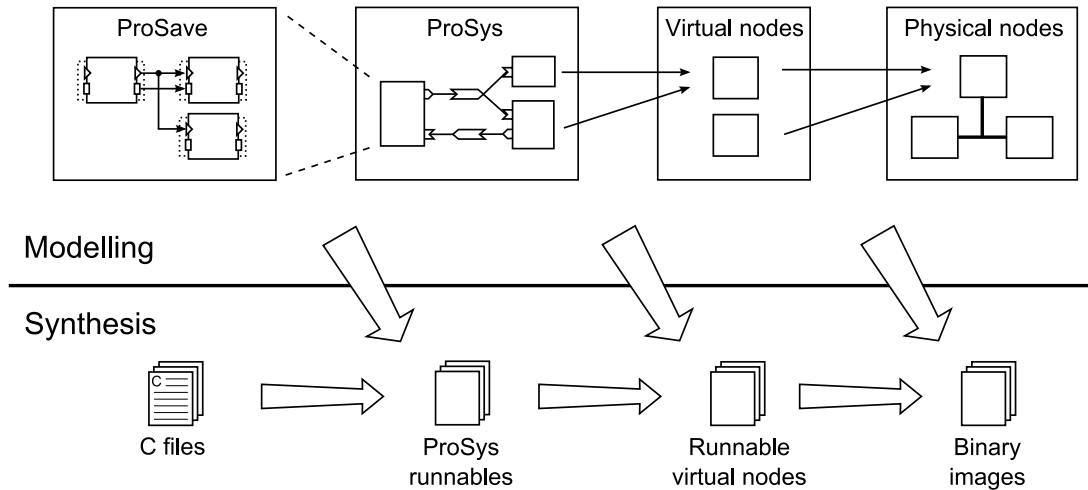 ProSave
ProSys
Virtual nodes
Physical nodes
Modelling
Synthesis
C
C files
ProSys
runnables
Runnable
virtual nodes
Binary
images